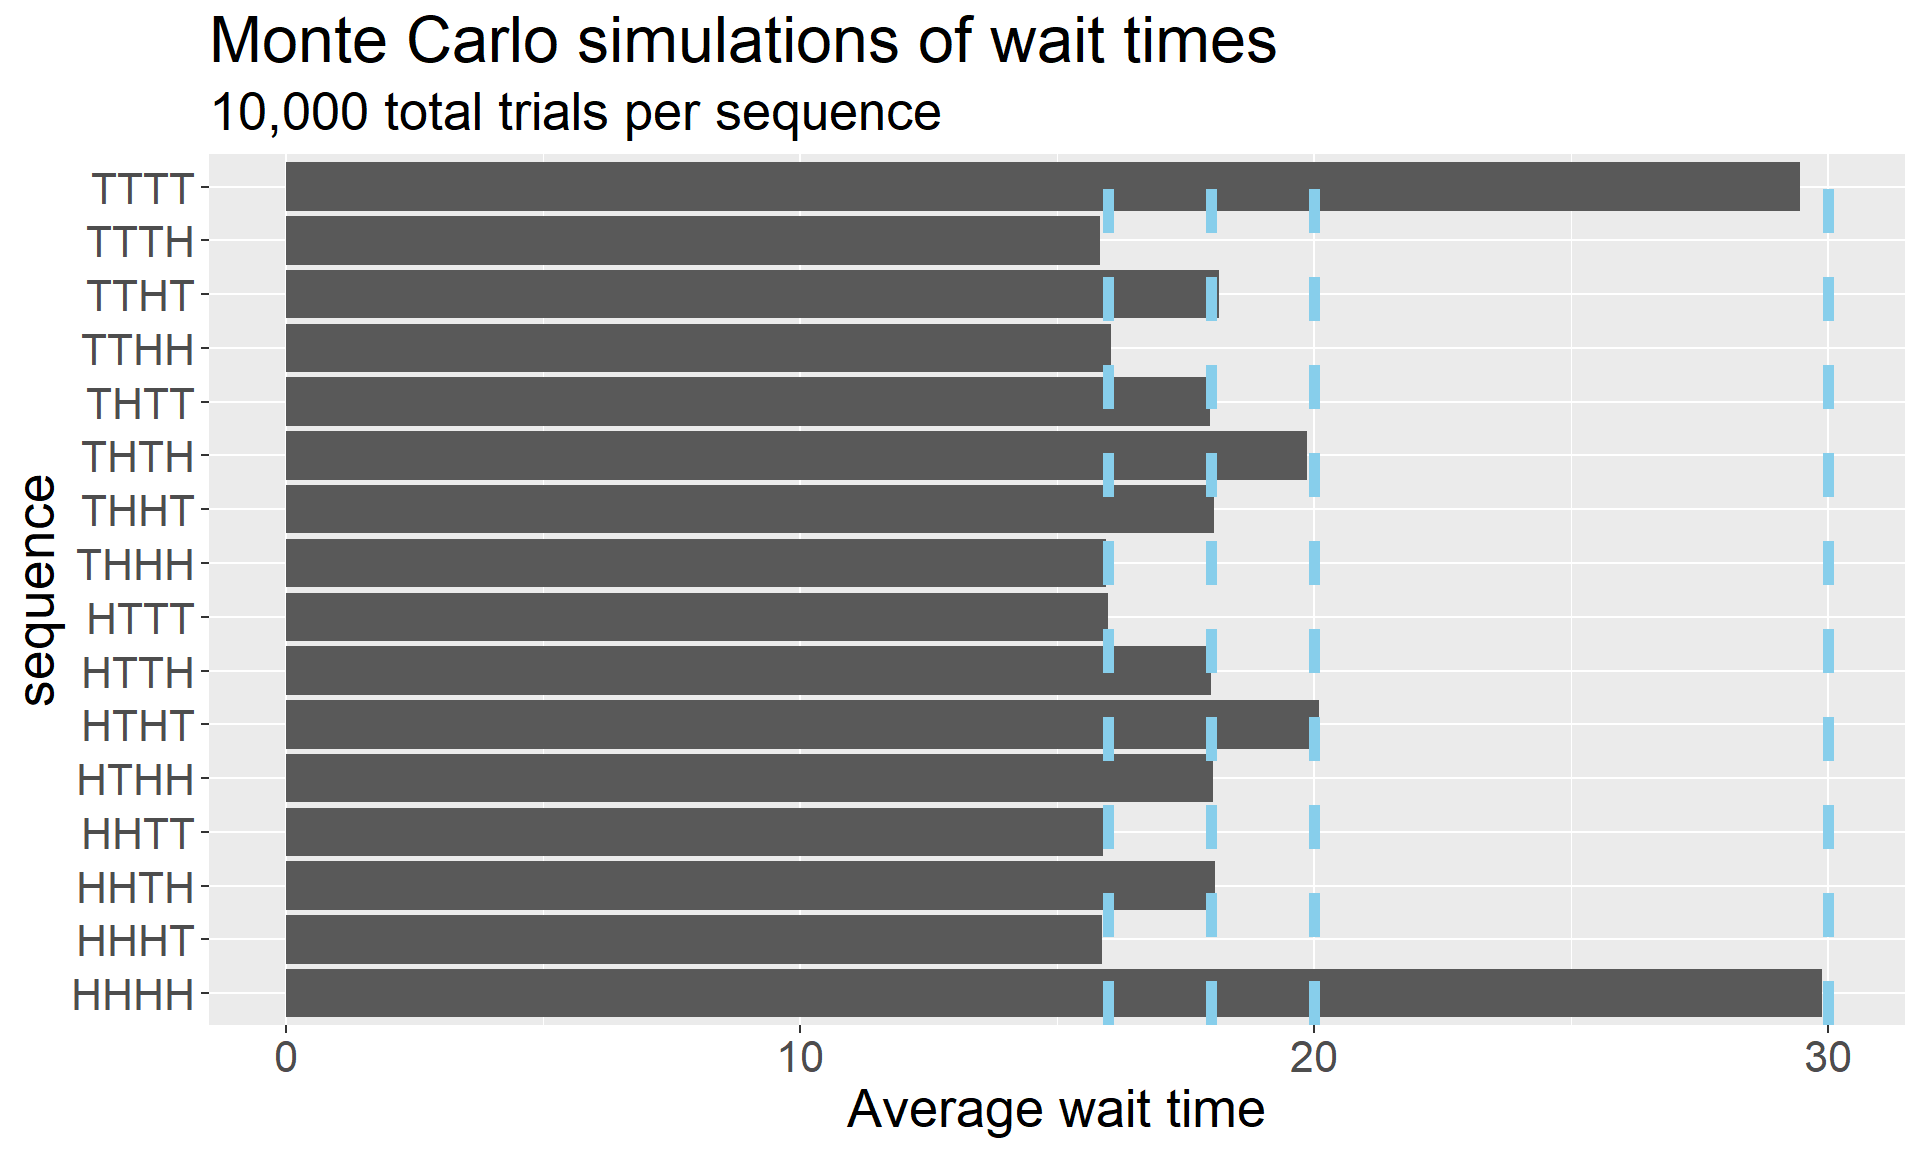 Monte Carlo simulations of wait times
10,000 total trials per sequence
sequence
TTTT
TTTH
TTHT
TTHH
THTT
THTH
THHT
THHH
HTTT
HTTH
HTHT
HTHH
HHTT
HHTH
HHHT
HHHH
0 10 20 30
Average wait time